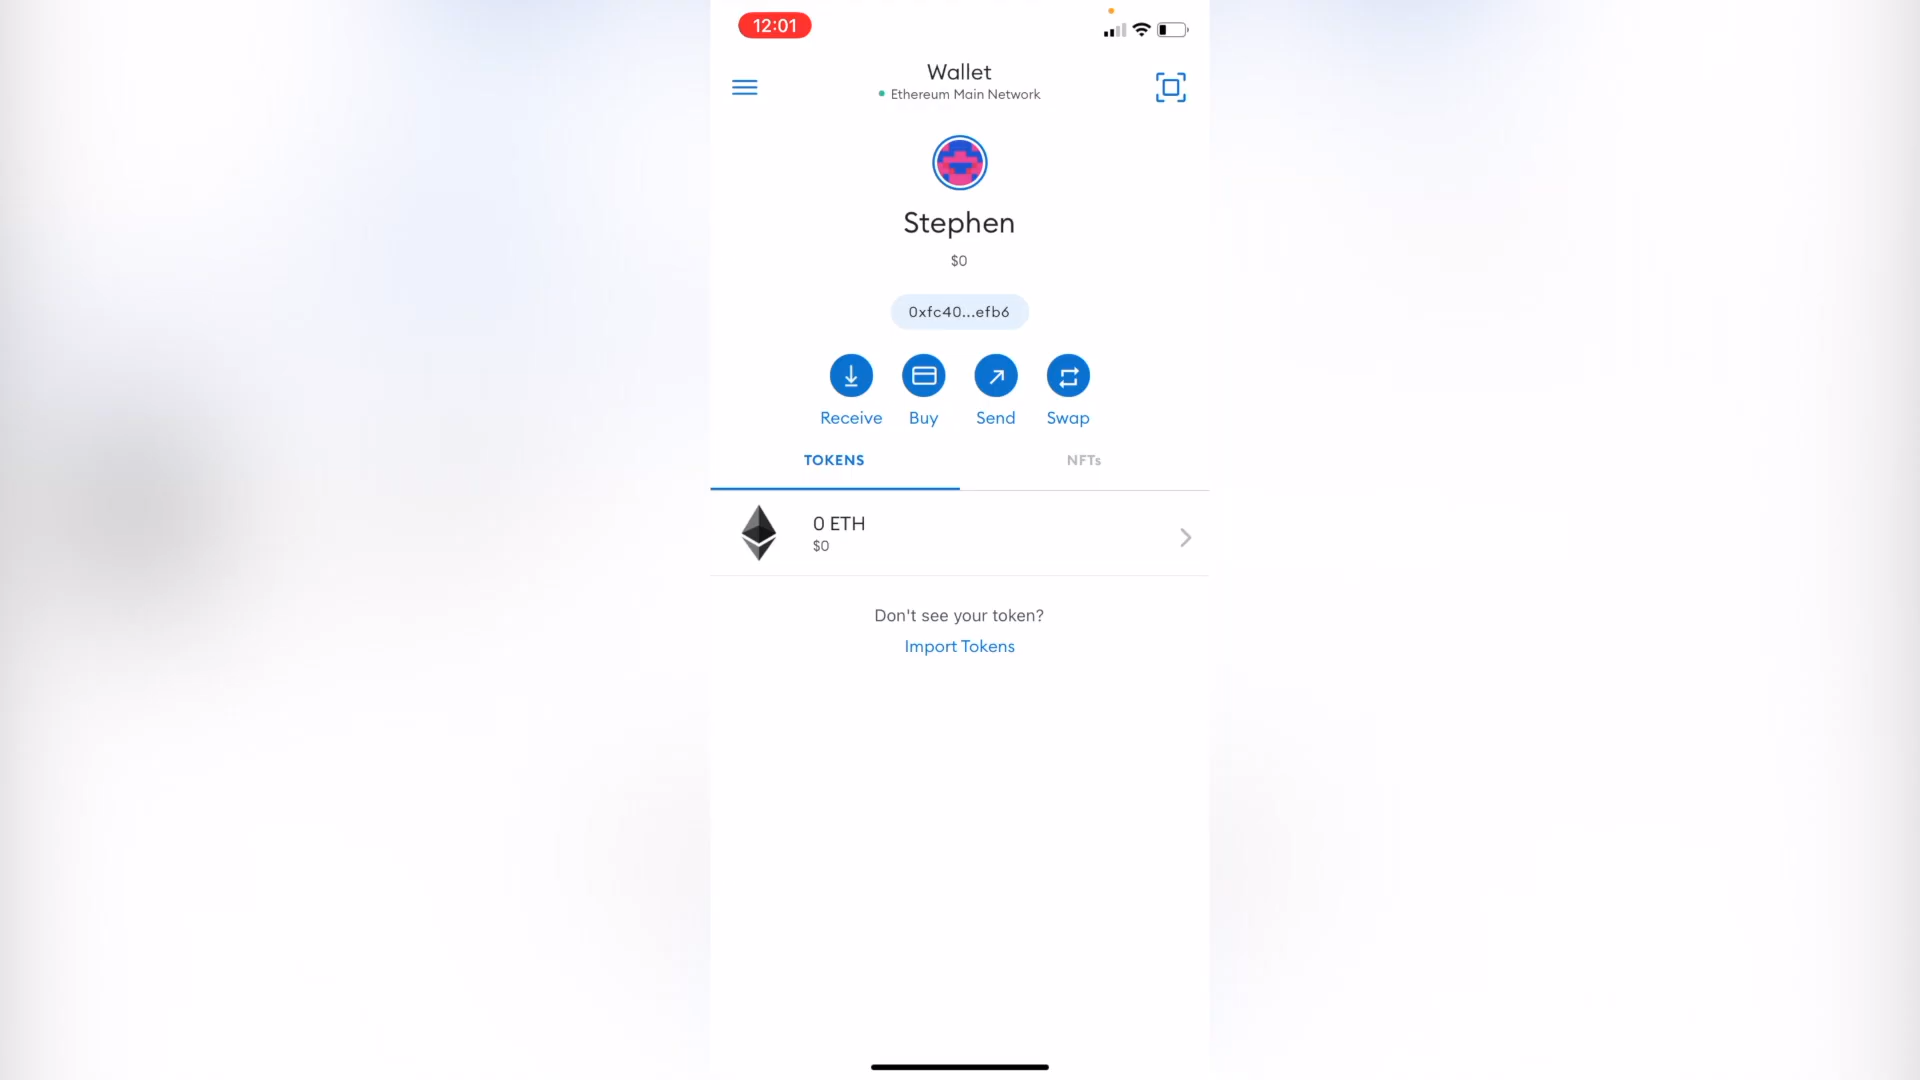 12:01
Wallet
Ethereum Main Network
Stephen
$0
0xfc40...efb6
Receive Buy Send Swap
TOKENS NFTs
0 ETH
$0
Don't see your token?
Import Tokens